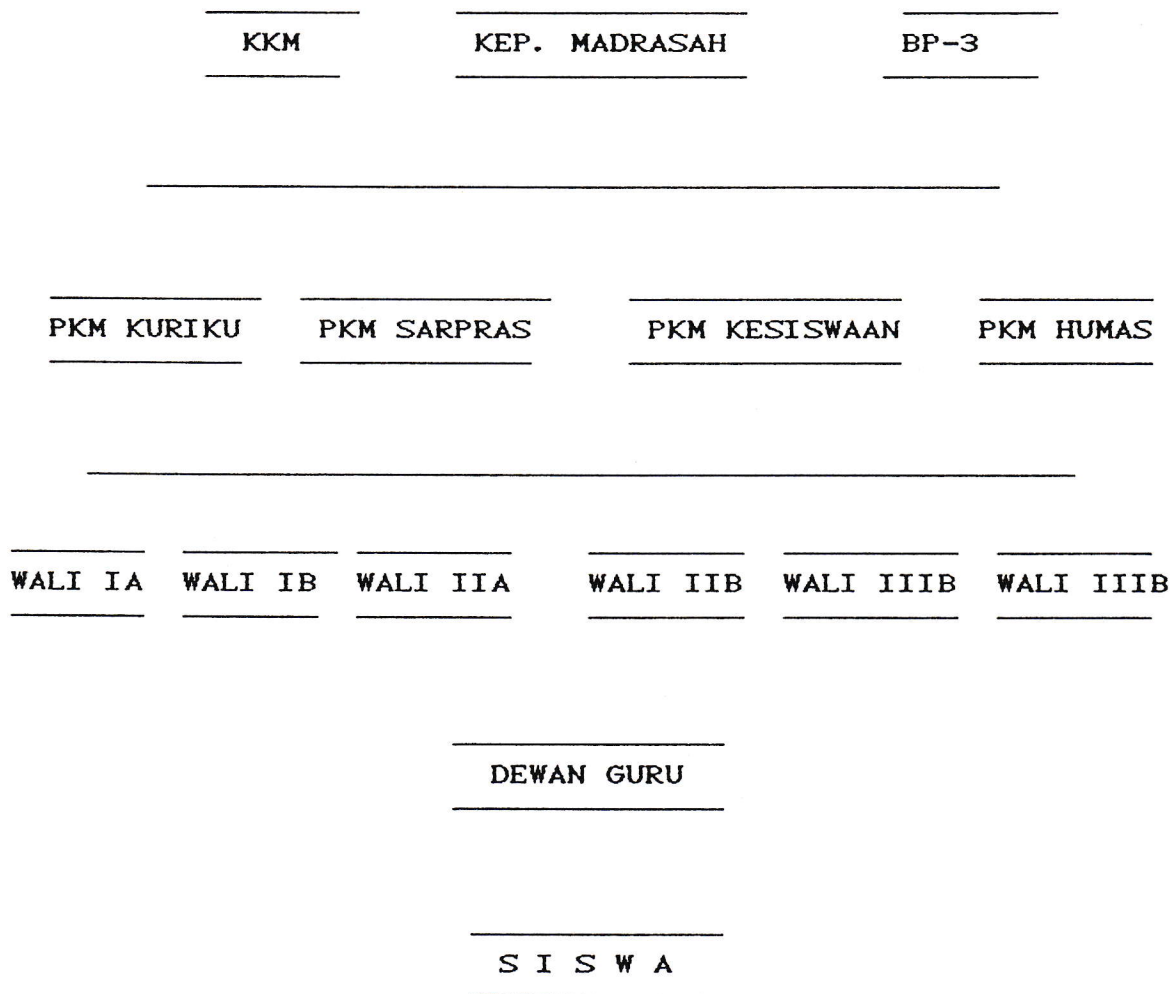 KKM KEP. MADRASAH BP-3
PKM KURIKU PKM SARPRAS PKM KESISWAAN PKM HUMAS
WALI IA WALI IB WALI IIA WALI IIB WALI IIIB WALI IIIB
DEWAN GURU
S I S W A